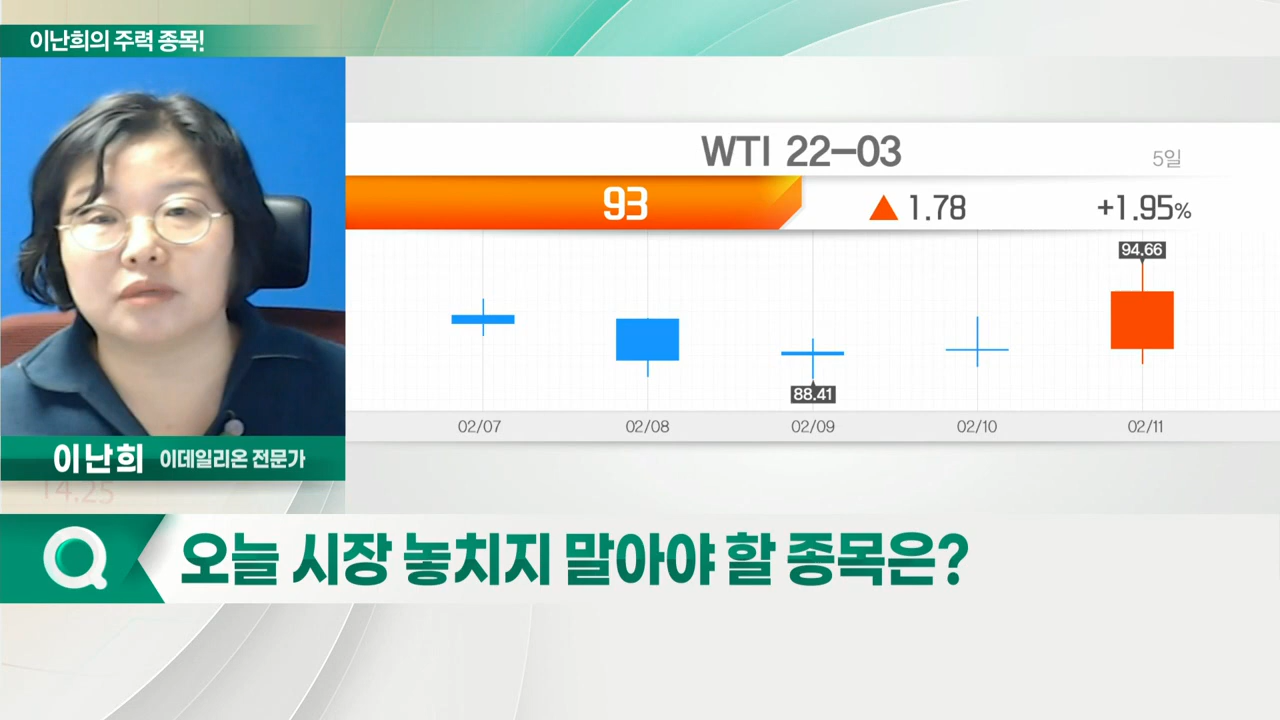 이난희의 주력 종목!
WTI 22-03
5일
93 ▲ 1.78 +1.95%
94.66
88.41
02/07 02/08 02/09 02/10 02/11
이난희 이데일리온 전문가
14.25
Q 오늘 시장 놓치지 말아야 할 종목은?